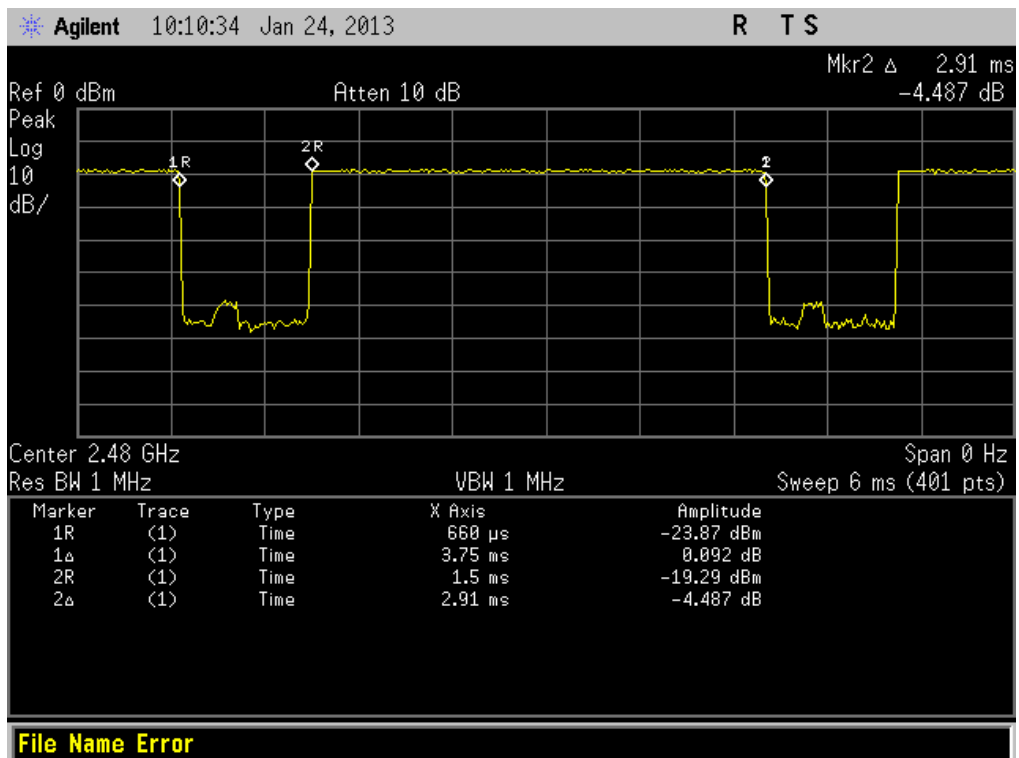 Agilent 10:10:34 Jan 24, 2013 R T S
Mkr2 Δ 2.91 ms
Ref 0 dBm Atten 10 dB -4.487 dB
Peak
Log
10
dB/
1R
2R
2
Center 2.48 GHz Span 0 Hz
Res BW 1 MHz VBW 1 MHz Sweep 6 ms (401 pts)
Marker Trace Type X Axis Amplitude
1R (1) Time 660 µs -23.87 dBm
1Δ (1) Time 3.75 ms 0.092 dB
2R (1) Time 1.5 ms -19.29 dBm
2Δ (1) Time 2.91 ms -4.487 dB
File Name Error